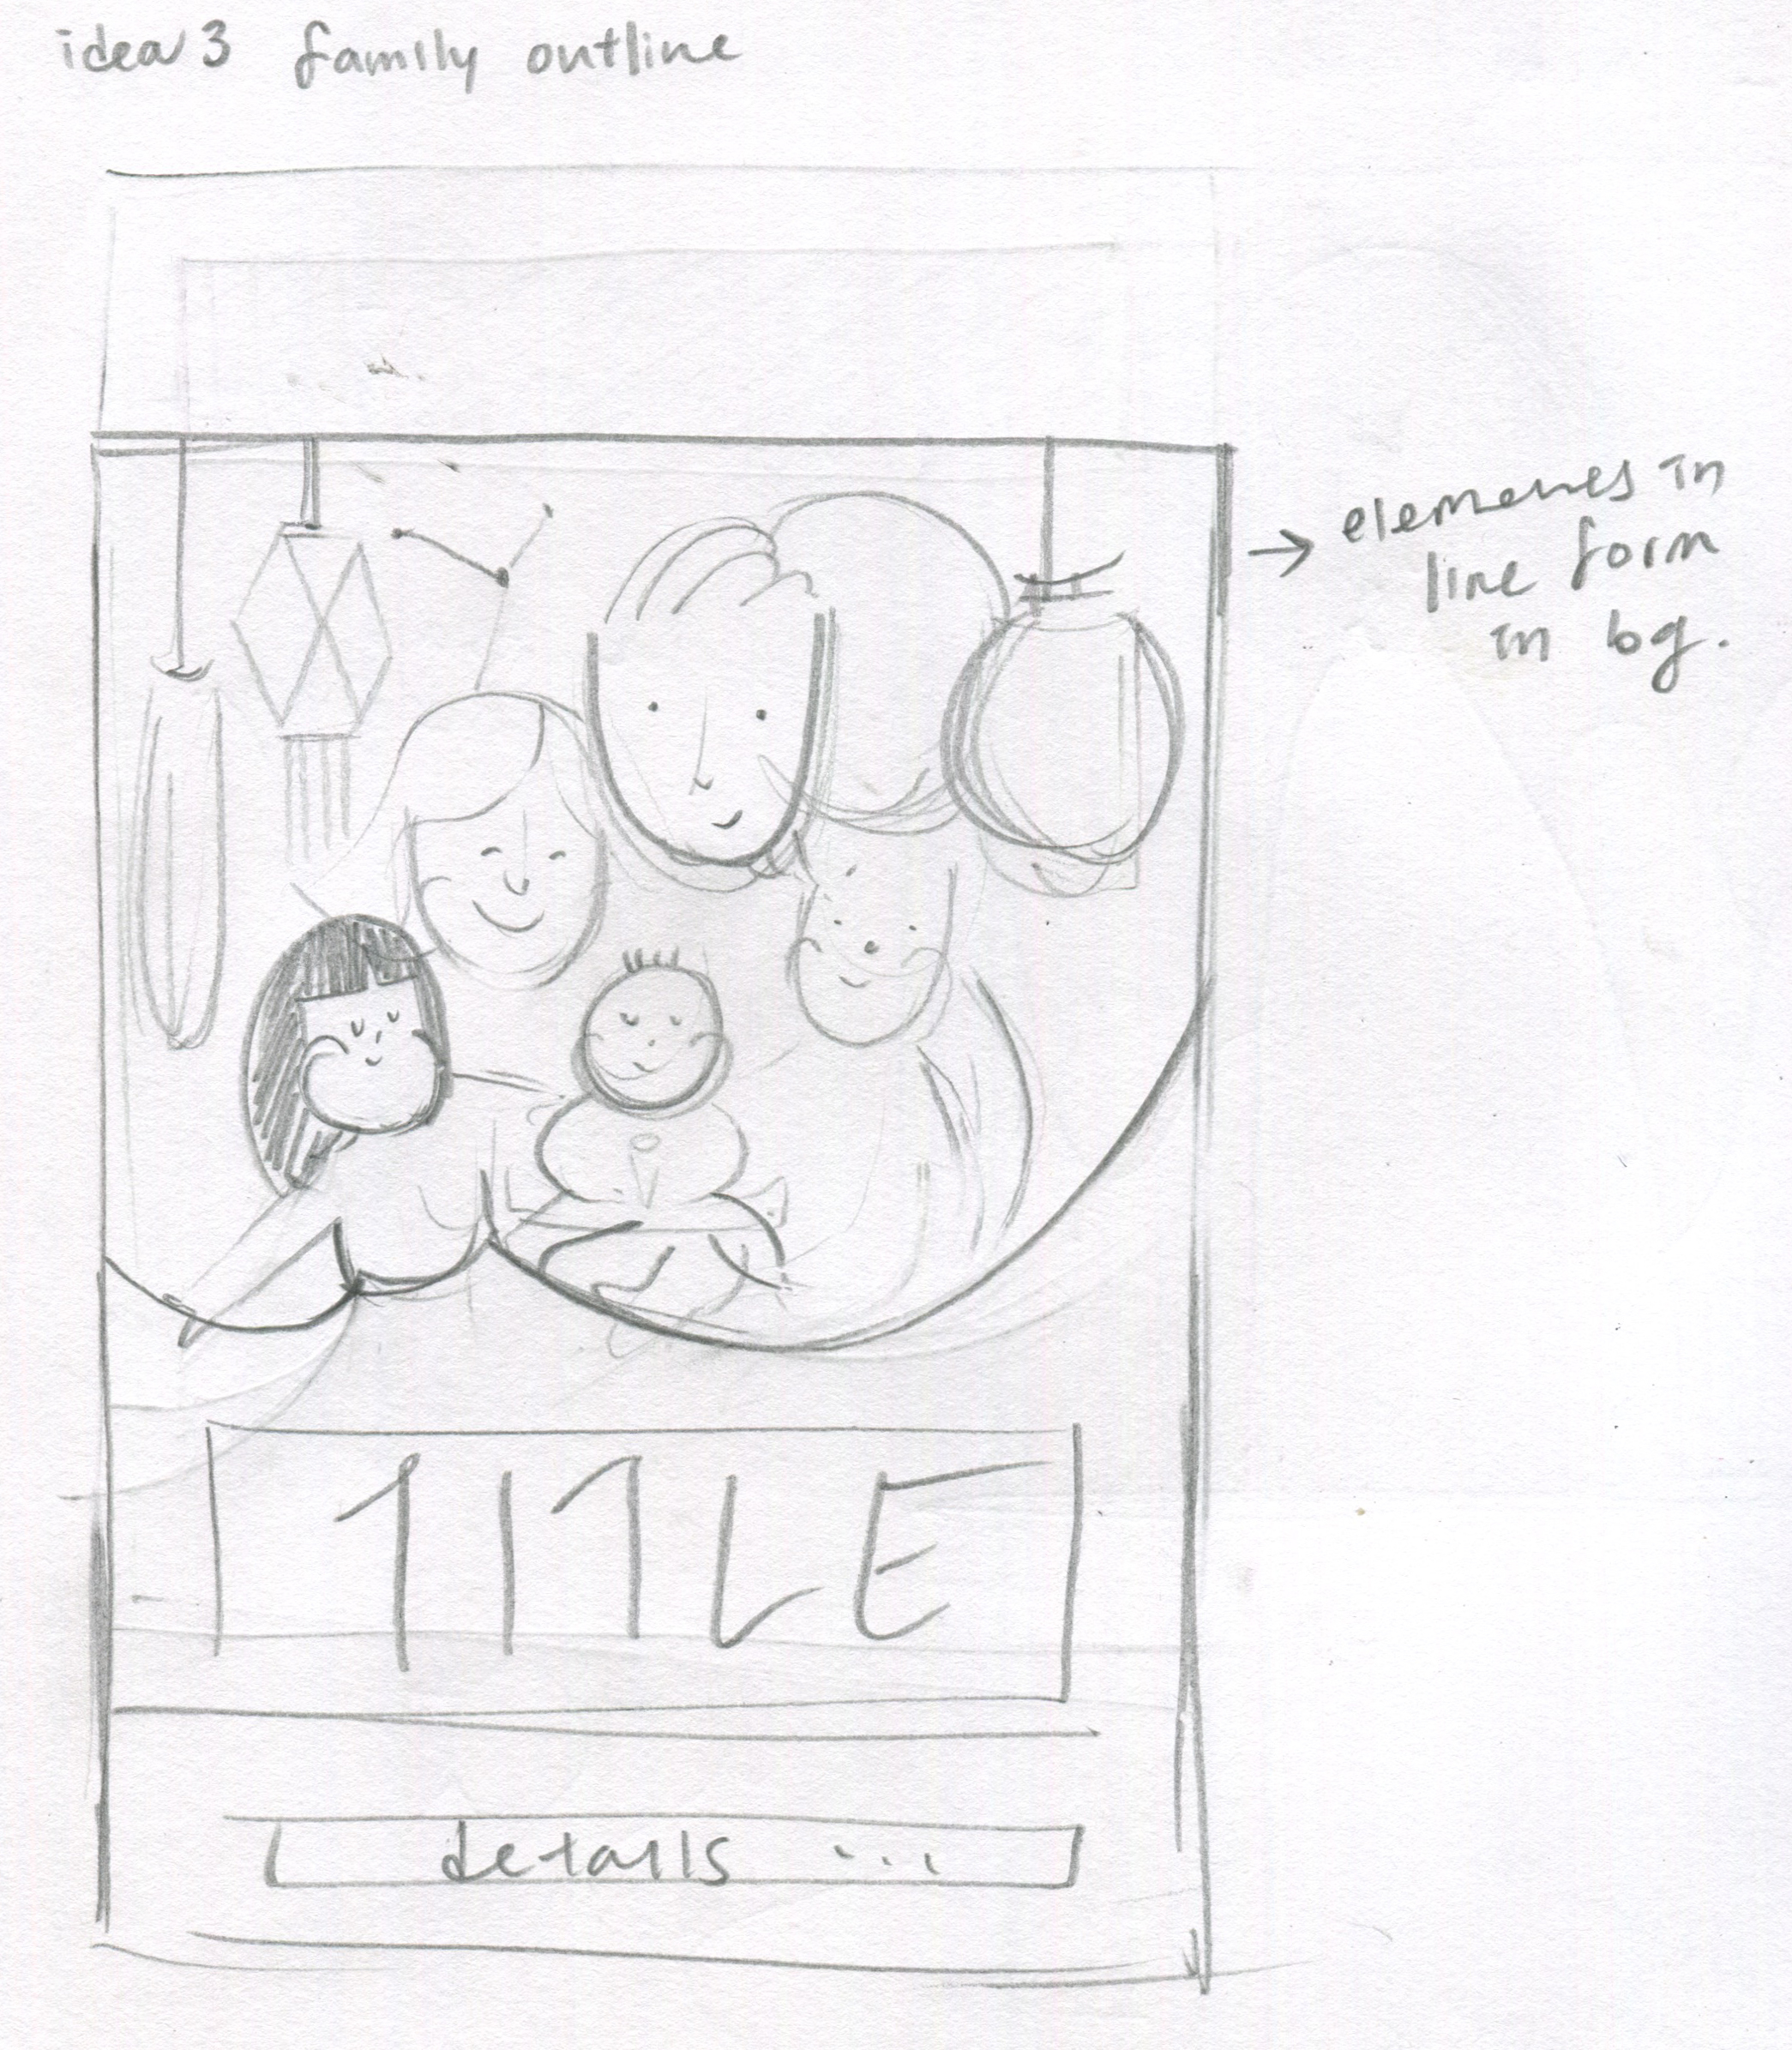 idea 3 family outline
→ elements in
line form
in bg.
TITLE
details ...